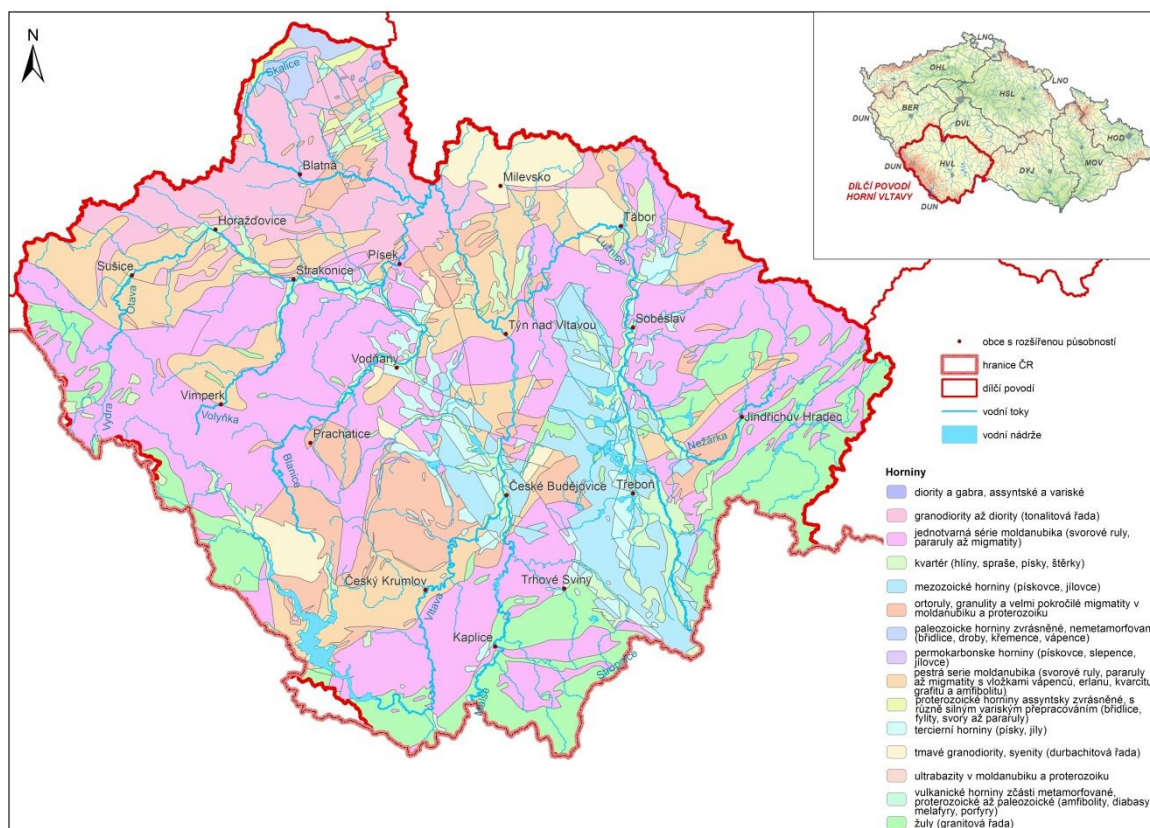 N
Skalice
Blatná
Milevsko
Horažďovice
Tábor
Lužnice
Sušice
Otava
Strakonice
Písek
Týn nad Vltavou
Soběslav
Vodňany
Vimperk
Volyňka
Vydra
Prachatice
Blanice
Jindřichův Hradec
Nežárka
České Budějovice
Třeboň
Český Krumlov
Vltava
Trhové Sviny
Kaplice
Malše
Stropnice
LNO
OHL
HSL
LNO
BER
DUN
DVL
HOD
DUN
HVL
DYJ
MOV
DÍLČÍ POVODÍ
HORNÍ VLTAVY
DUN
obce s rozšířenou působností
hranice ČR
dílčí povodí
vodní toky
vodní nádrže
Horniny
diority a gabra, assyntské a variské
granodiority až diority (tonalitová řada)
jednotvarná série moldanubika (svorové ruly,
pararuly až migmatity)
kvartér (hlíny, spraše, písky, štěrky)
mezozoické horniny (pískovce, jílovce)
ortoruly, granulity a velmi pokročilé migmatity v
moldanubiku a proterozoiku
paleozoicke horniny zvrásněné, nemetamorfovan
(břidlice, droby, křemence, vápence)
permokarbonske horniny (pískovce, slepence,
jílovce)
pestrá serie moldanubika (svorové ruly, pararuly
až migmatity s vložkami vápenců, erlanu, kvarcitu
grafitu a amfibolitu)
proterozoické horniny assyntsky zvrásněné, s
různě silným variským přepracováním (břidlice,
fylity, svory až pararuly)
tercierní horniny (písky, jíly)
tmavé granodiority, syenity (durbachitová řada)
ultrabazity v moldanubiku a proterozoiku
vulkanické horniny zčásti metamorfované,
proterozoické až paleozoické (amfibolity, diabasy
melafyry, porfyry)
žuly (granitová řada)